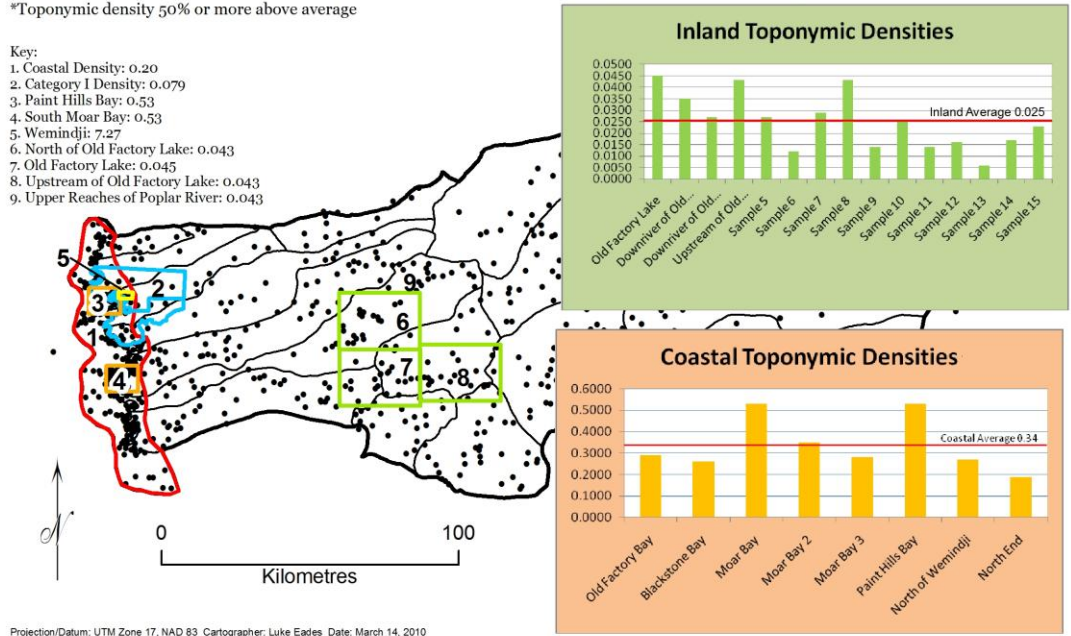 *Toponymic density 50% or more above average
Key:
1. Coastal Density: 0.20
2. Category I Density: 0.079
3. Paint Hills Bay: 0.53
4. South Moar Bay: 0.53
5. Wemindji: 7.27
6. North of Old Factory Lake: 0.043
7. Old Factory Lake: 0.045
8. Upstream of Old Factory Lake: 0.043
9. Upper Reaches of Poplar River: 0.043
5
3
2
1
4
9
6
7
8
N
0 100
Kilometres
Projection/Datum: UTM Zone 17, NAD 83 Cartographer: Luke Eades Date: March 14, 2010
Inland Toponymic Densities
0.0500
0.0450
0.0400
0.0350
0.0300
0.0250
0.0200
0.0150
0.0100
0.0050
0.0000
Inland Average 0.025
Old Factory Lake
Downriver of Old...
Downriver of Old...
Upstream of Old...
Sample 5
Sample 6
Sample 7
Sample 8
Sample 9
Sample 10
Sample 11
Sample 12
Sample 13
Sample 14
Sample 15
Coastal Toponymic Densities
0.6000
0.5000
0.4000
0.3000
0.2000
0.1000
0.0000
Coastal Average 0.34
Old Factory Bay
Blackstone Bay
Moar Bay
Moar Bay 2
Moar Bay 3
Paint Hills Bay
North of Wemindji
North End